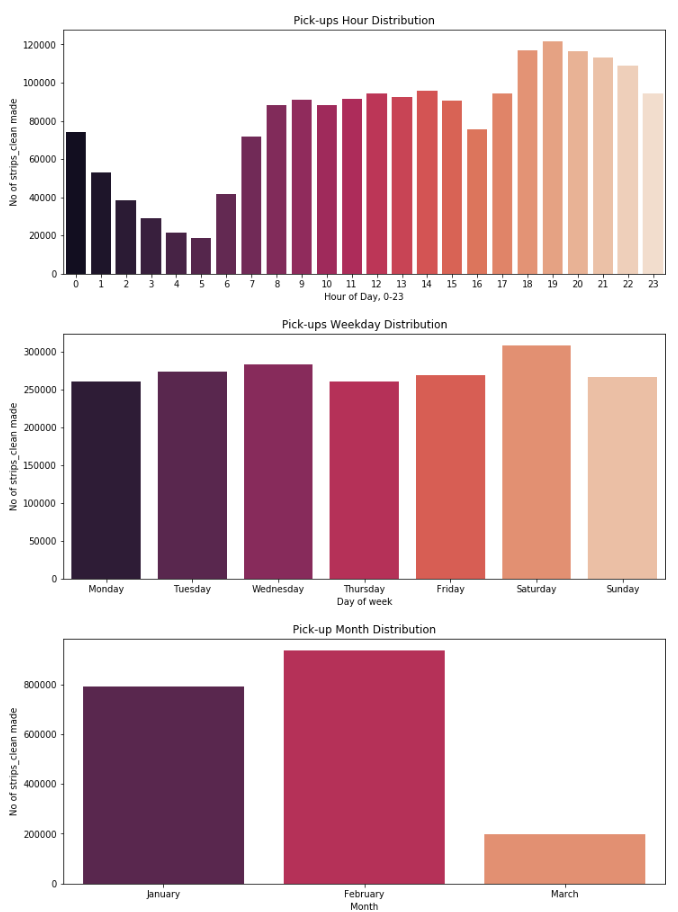 Pick-ups Hour Distribution
No of strips_clean made
120000
100000
80000
60000
40000
20000
0
0 1 2 3 4 5 6 7 8 9 10 11 12 13 14 15 16 17 18 19 20 21 22 23
Hour of Day, 0-23
Pick-ups Weekday Distribution
No of strips_clean made
300000
250000
200000
150000
100000
50000
0
Monday Tuesday Wednesday Thursday Friday Saturday Sunday
Day of week
Pick-up Month Distribution
No of strips_clean made
800000
600000
400000
200000
0
January February March
Month